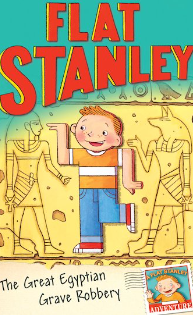 FLAT
STANLEY
The Great Egyptian
Grave Robbery
FLAT STANLEY
ADVENTURE